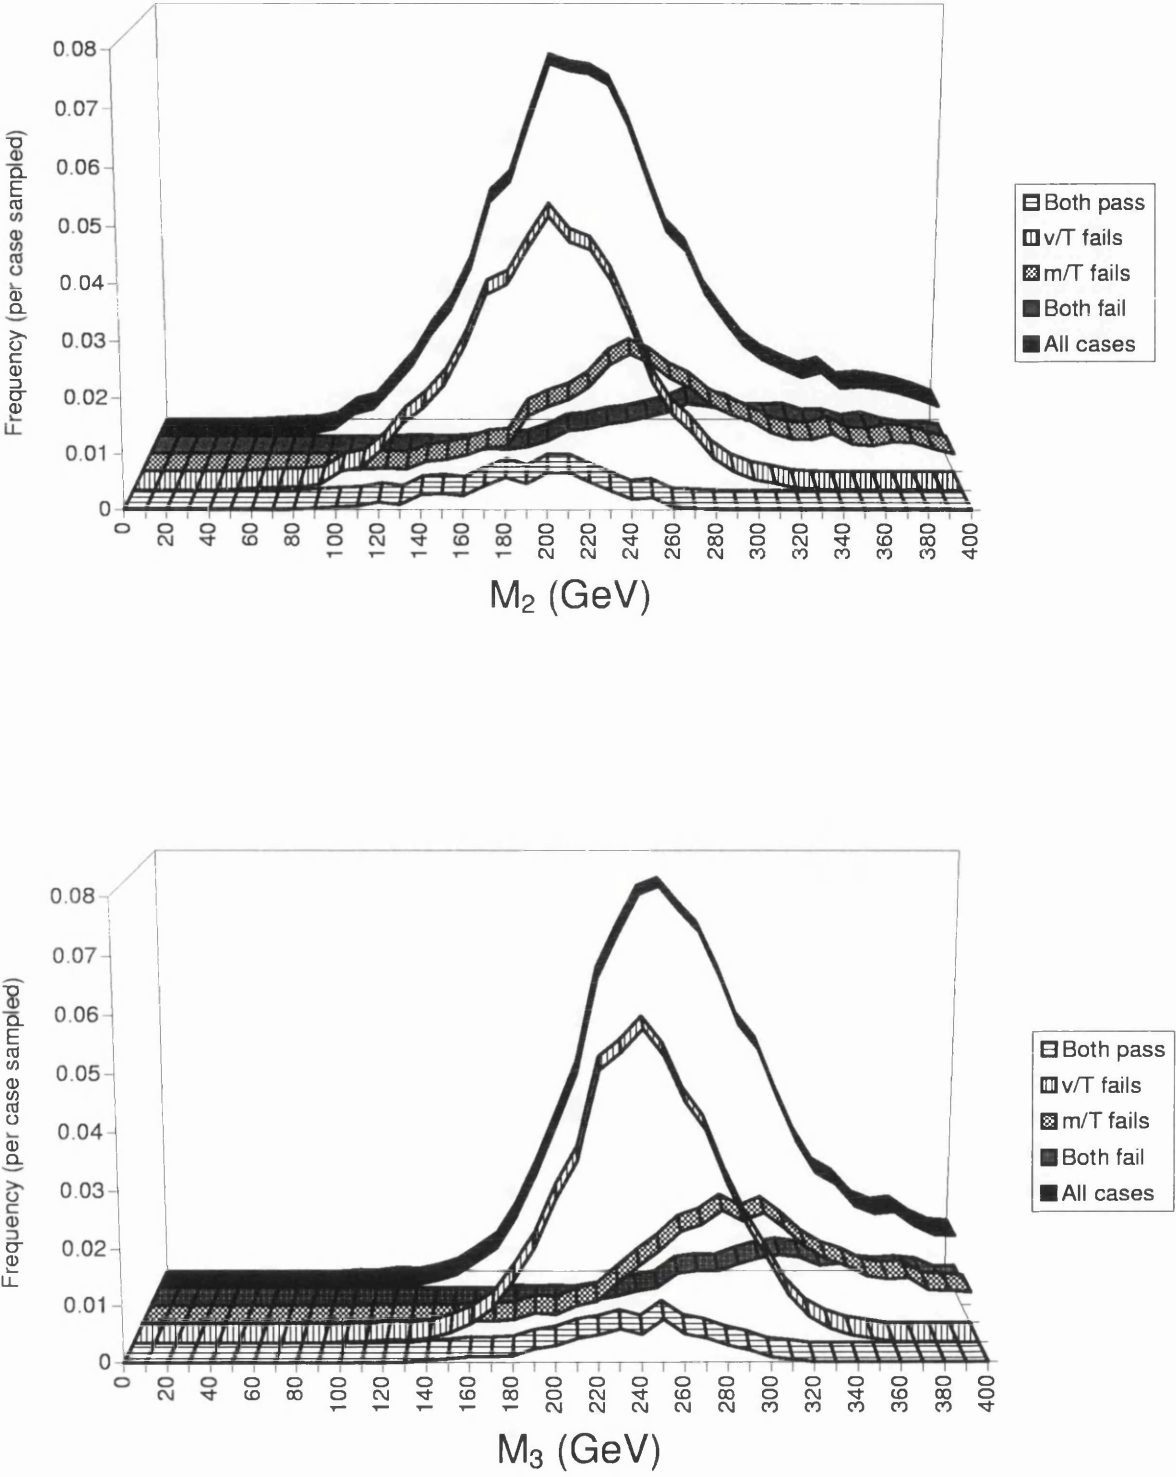 0.08
0.07
0.06
0.05
0.04
0.03
0.02
0.01
0
Frequency (per case sampled)
0 20 40 60 80 100 120 140 160 180 200 220 240 260 280 300 320 340 360 380 400
M₂ (GeV)
Both pass
v/T fails
m/T fails
Both fail
All cases
0.08
0.07
0.06
0.05
0.04
0.03
0.02
0.01
0
Frequency (per case sampled)
0 20 40 60 80 100 120 140 160 180 200 220 240 260 280 300 320 340 360 380 400
M₃ (GeV)
Both pass
v/T fails
m/T fails
Both fail
All cases